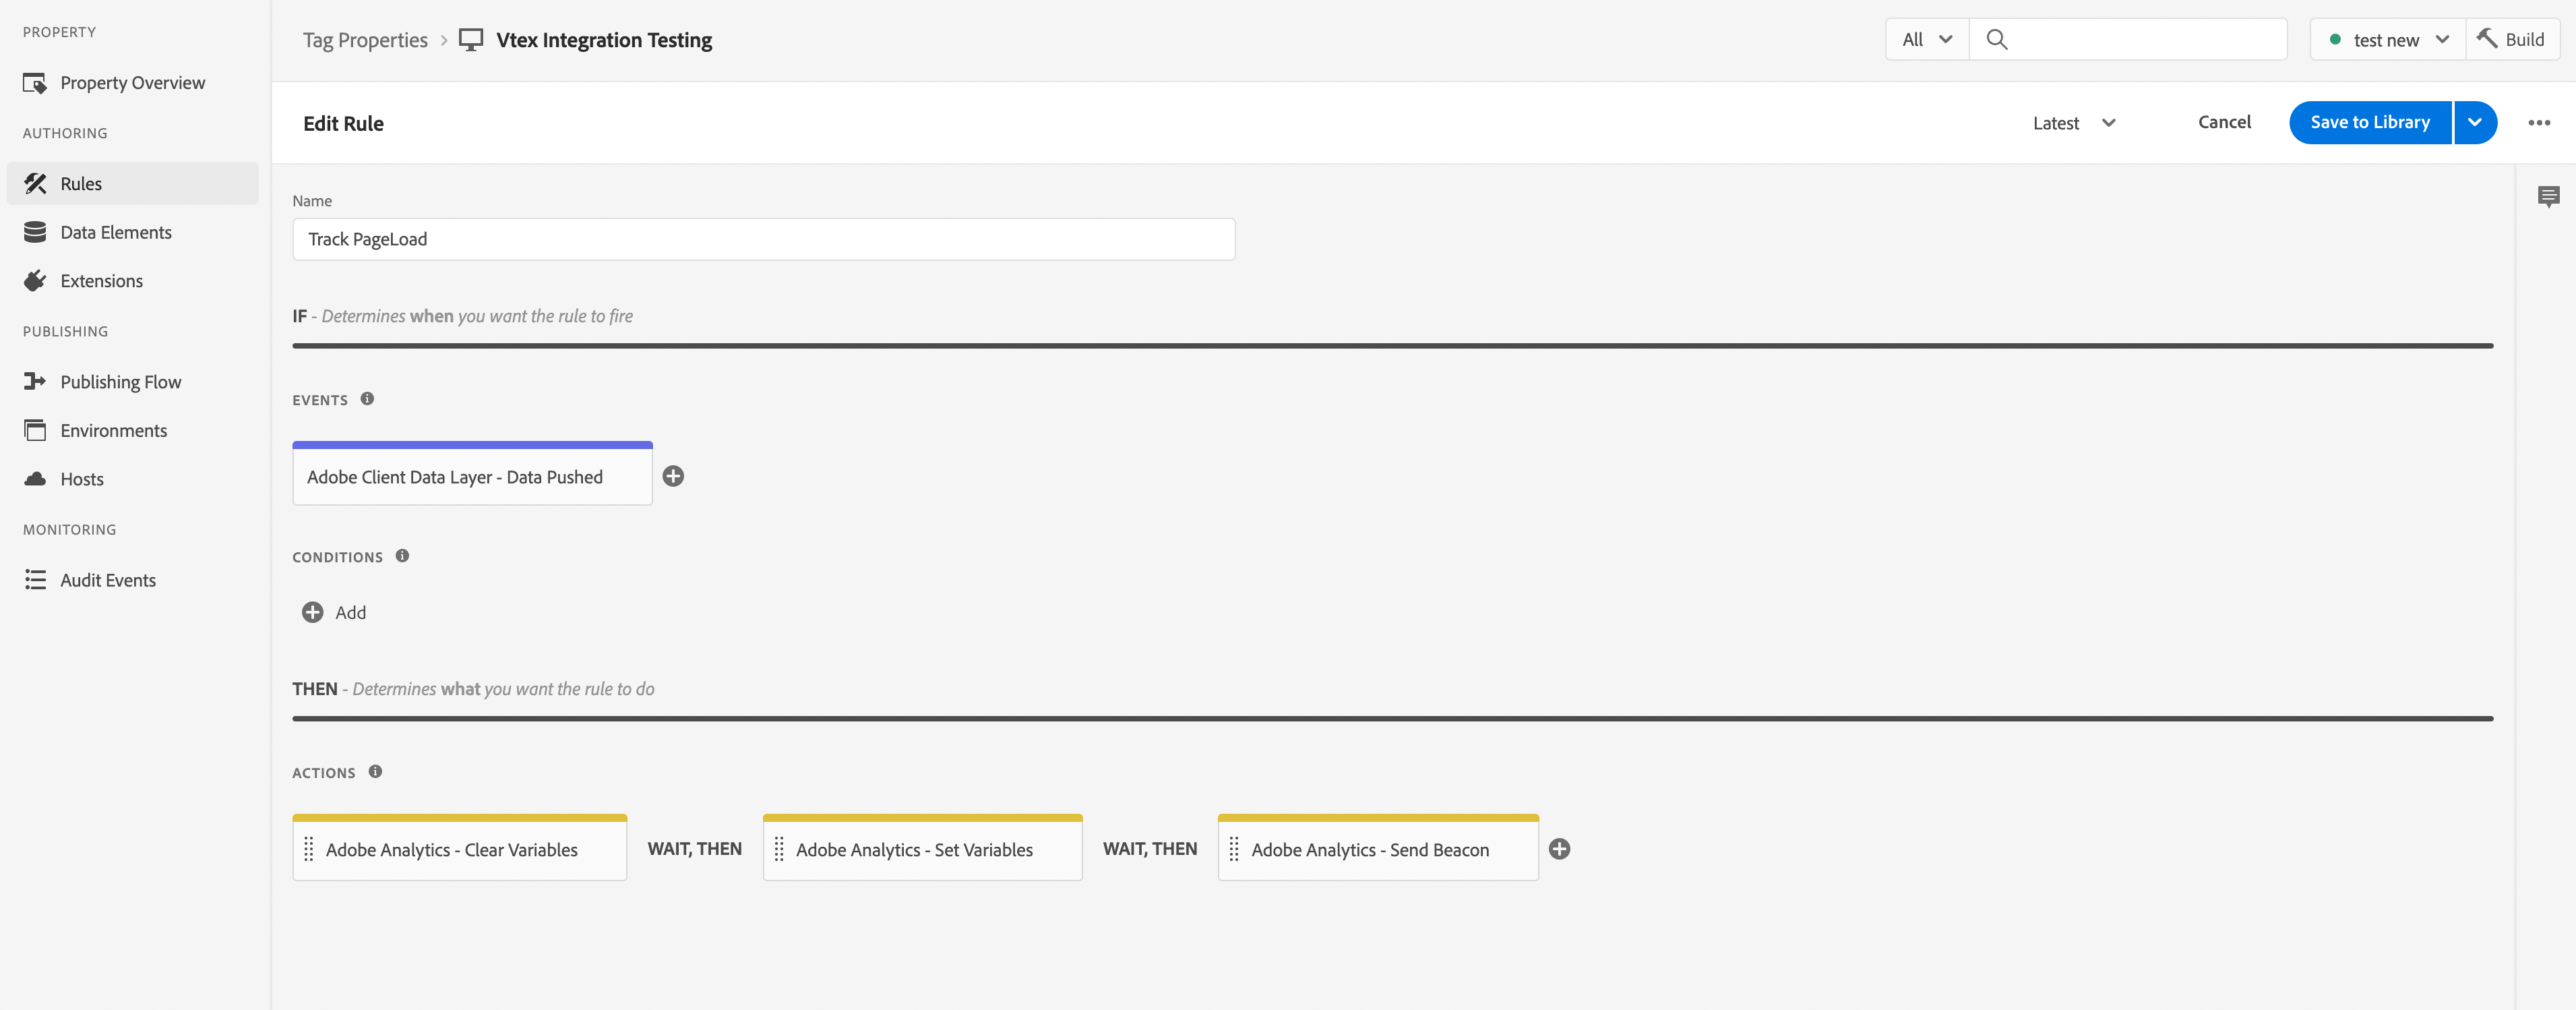 PROPERTY
Property Overview
AUTHORING
Rules
Data Elements
Extensions
PUBLISHING
Publishing Flow
Environments
Hosts
MONITORING
Audit Events
Tag Properties > Vtex Integration Testing
All
test new
Build
Edit Rule
Latest
Cancel
Save to Library
Name
Track PageLoad
IF - Determines when you want the rule to fire
EVENTS
Adobe Client Data Layer - Data Pushed
CONDITIONS
Add
THEN - Determines what you want the rule to do
ACTIONS
Adobe Analytics - Clear Variables WAIT, THEN Adobe Analytics - Set Variables WAIT, THEN Adobe Analytics - Send Beacon